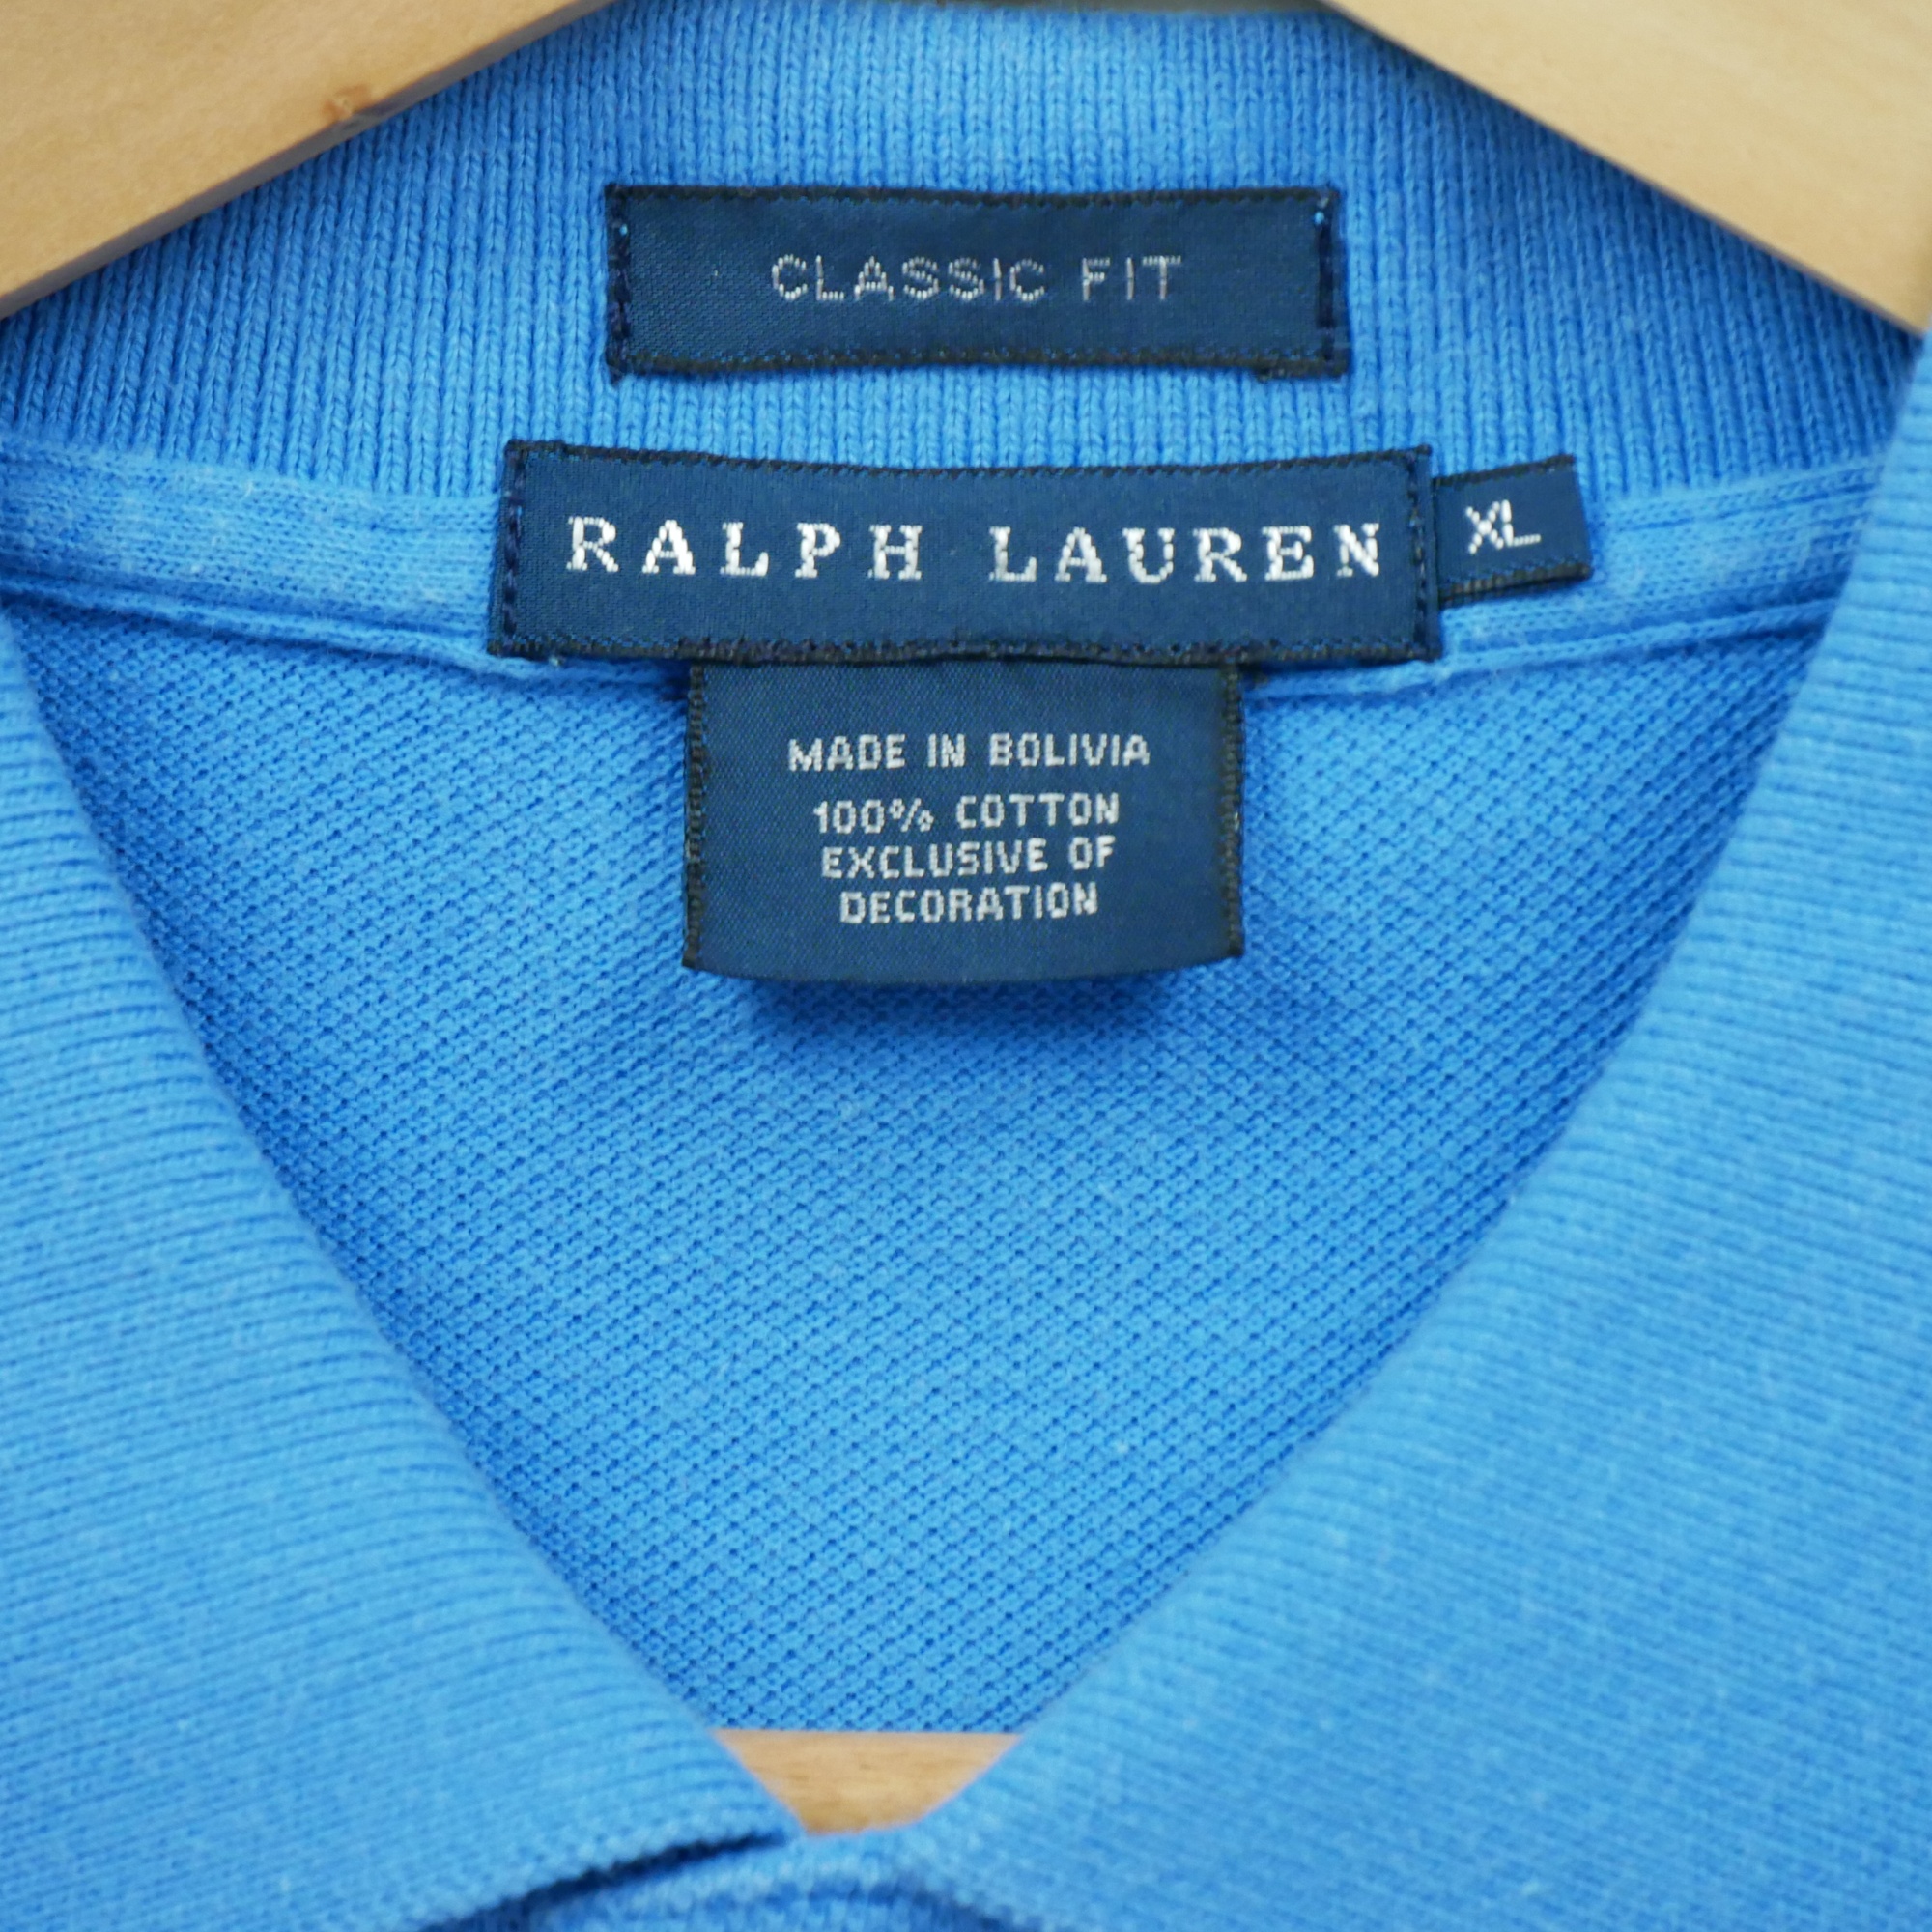 CLASSIC FIT
RALPH LAUREN
XL
MADE IN BOLIVIA
100% COTTON
EXCLUSIVE OF
DECORATION